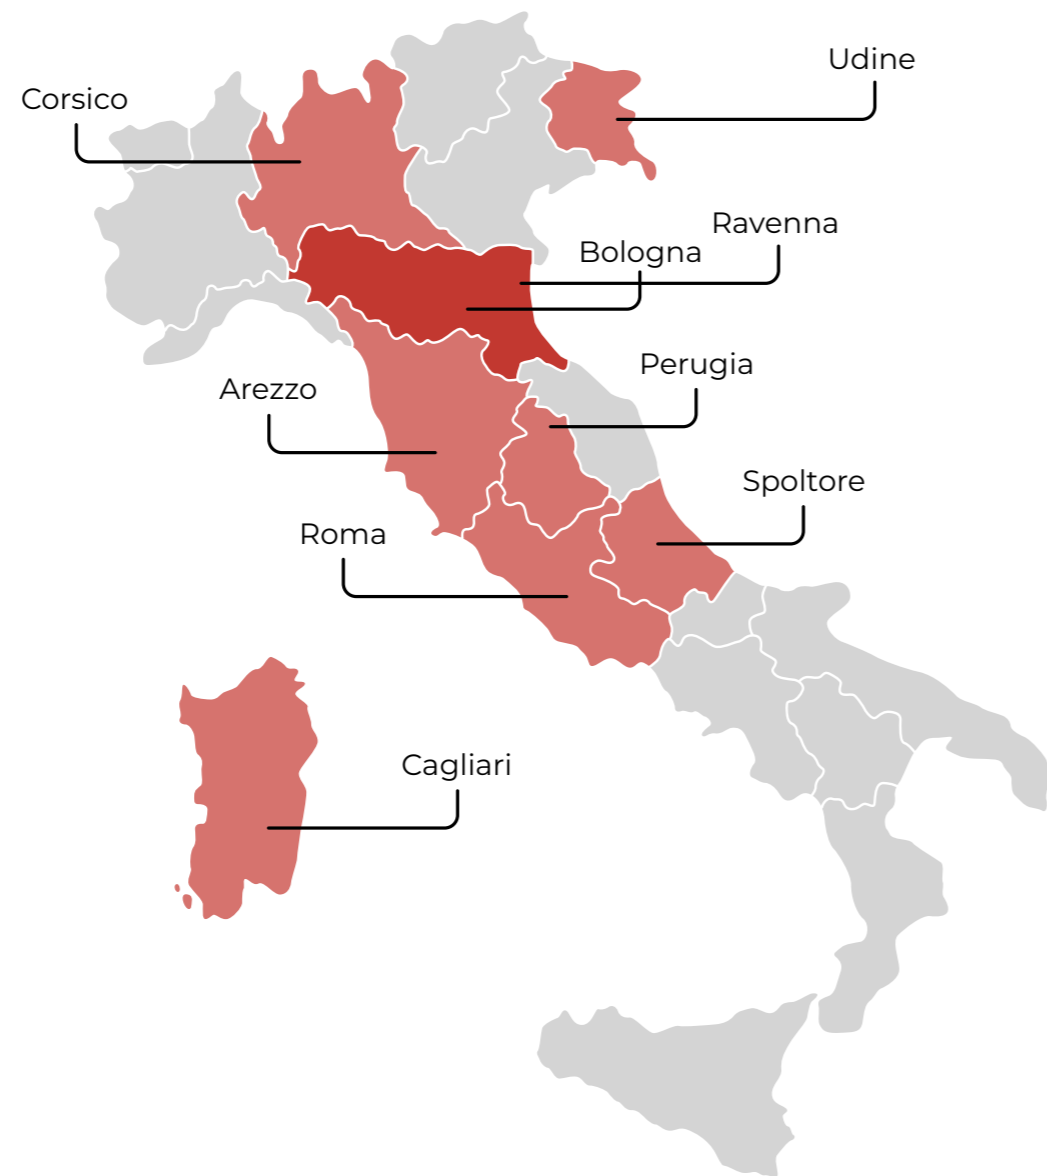 Udine
Corsico
Ravenna
Bologna
Perugia
Arezzo
Spoltore
Roma
Cagliari